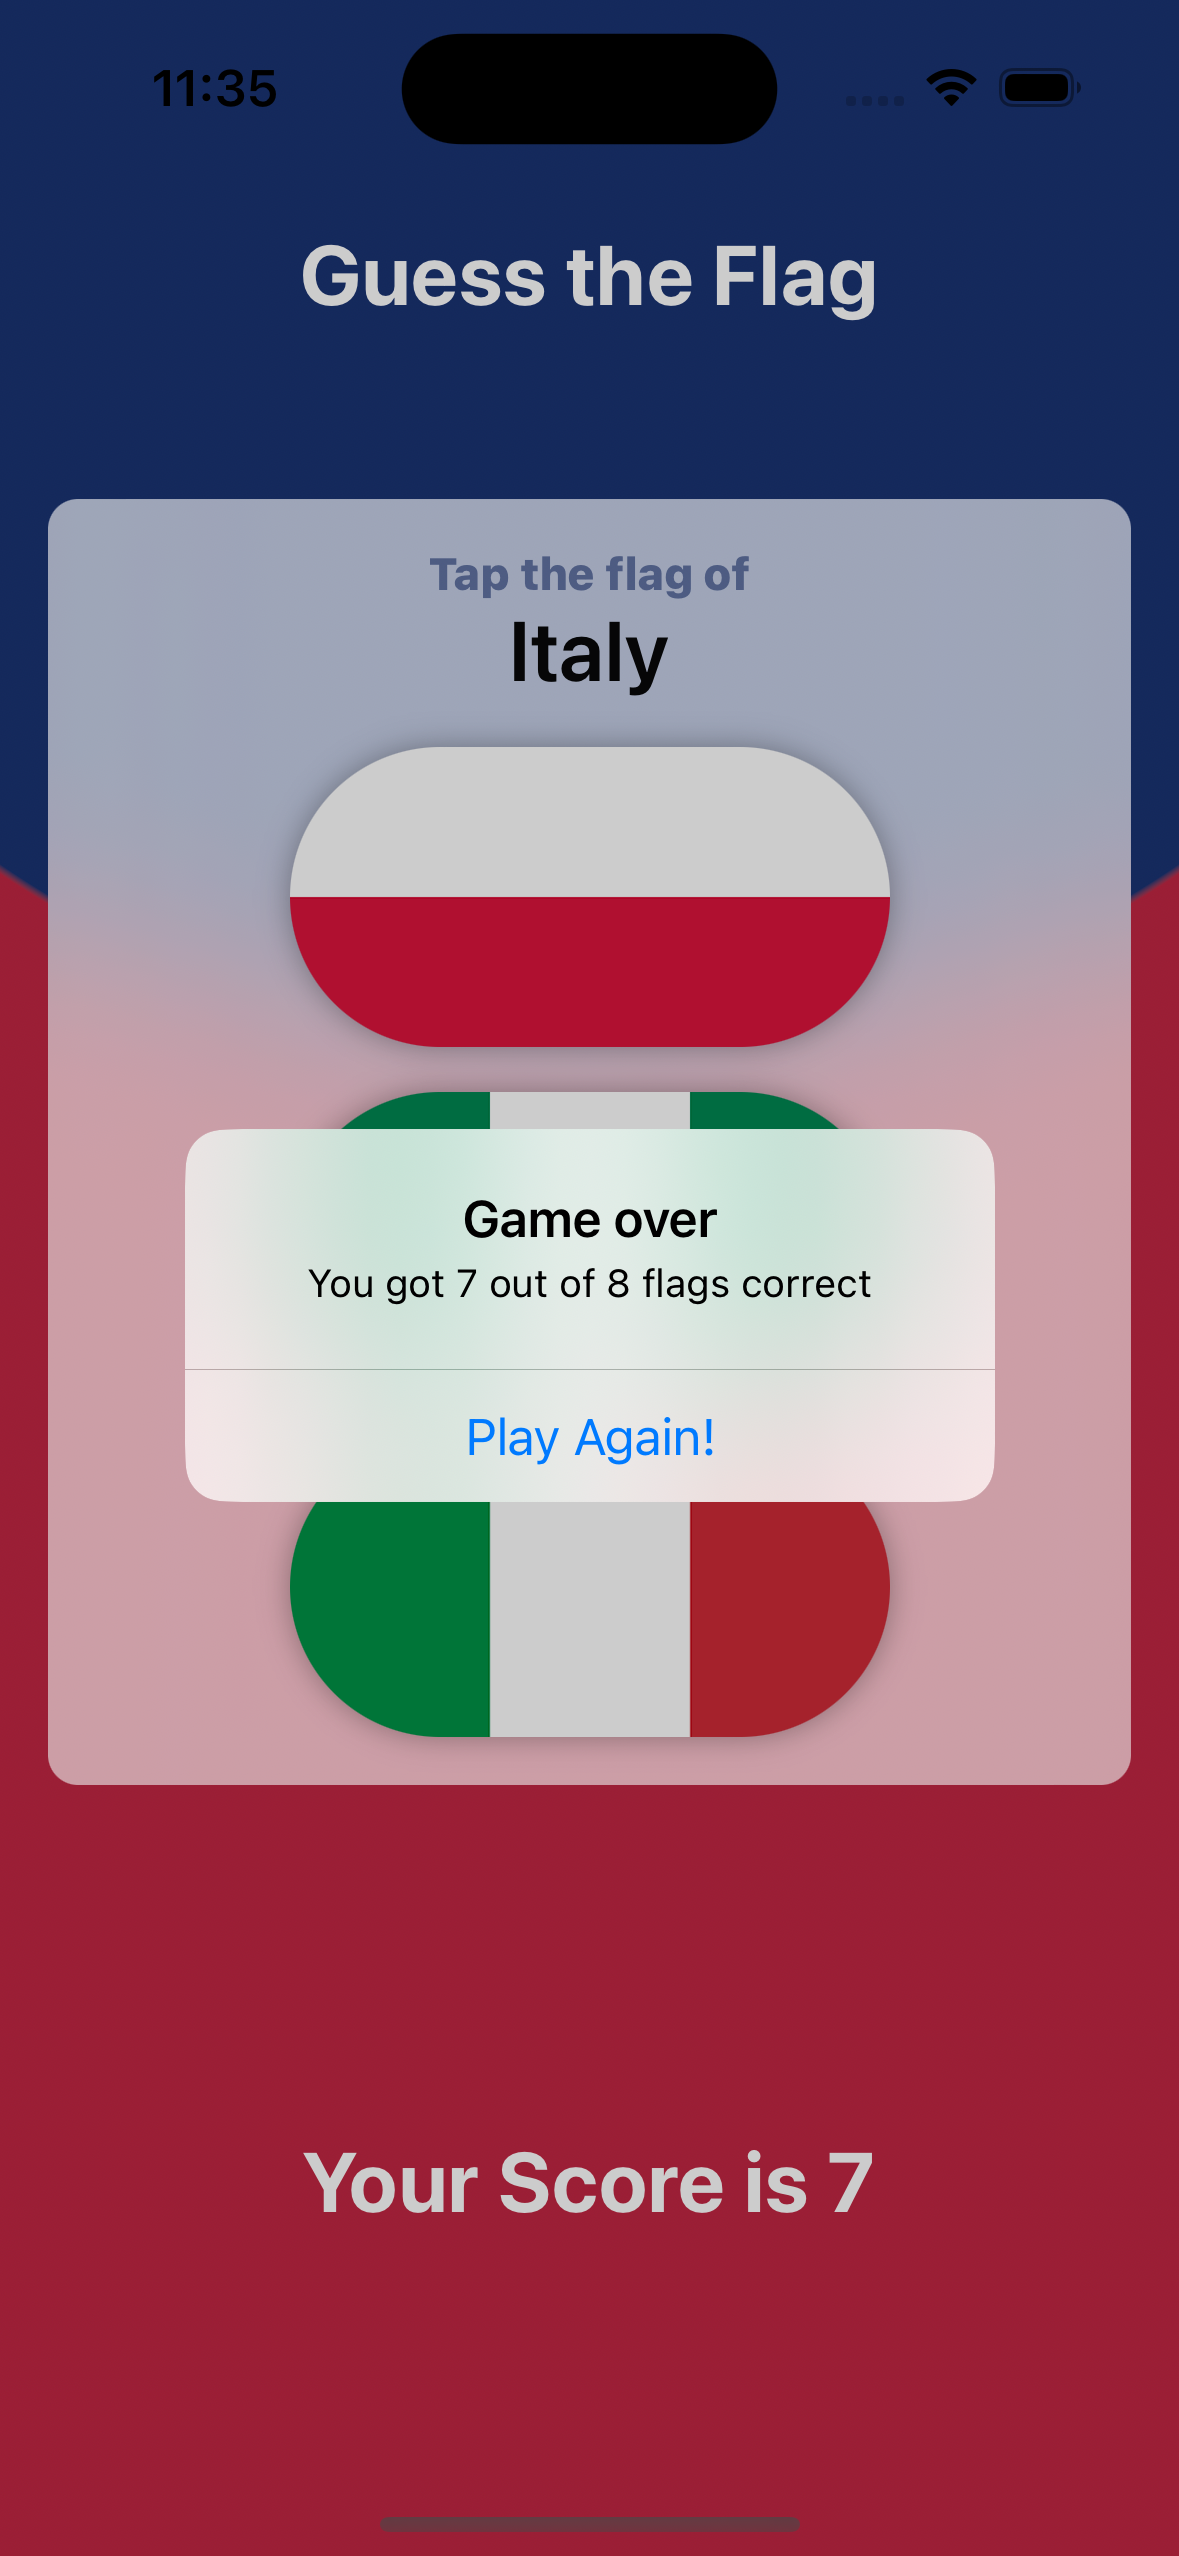 11:35
Guess the Flag
Tap the flag of
Italy
Game over
You got 7 out of 8 flags correct
Play Again!
Your Score is 7